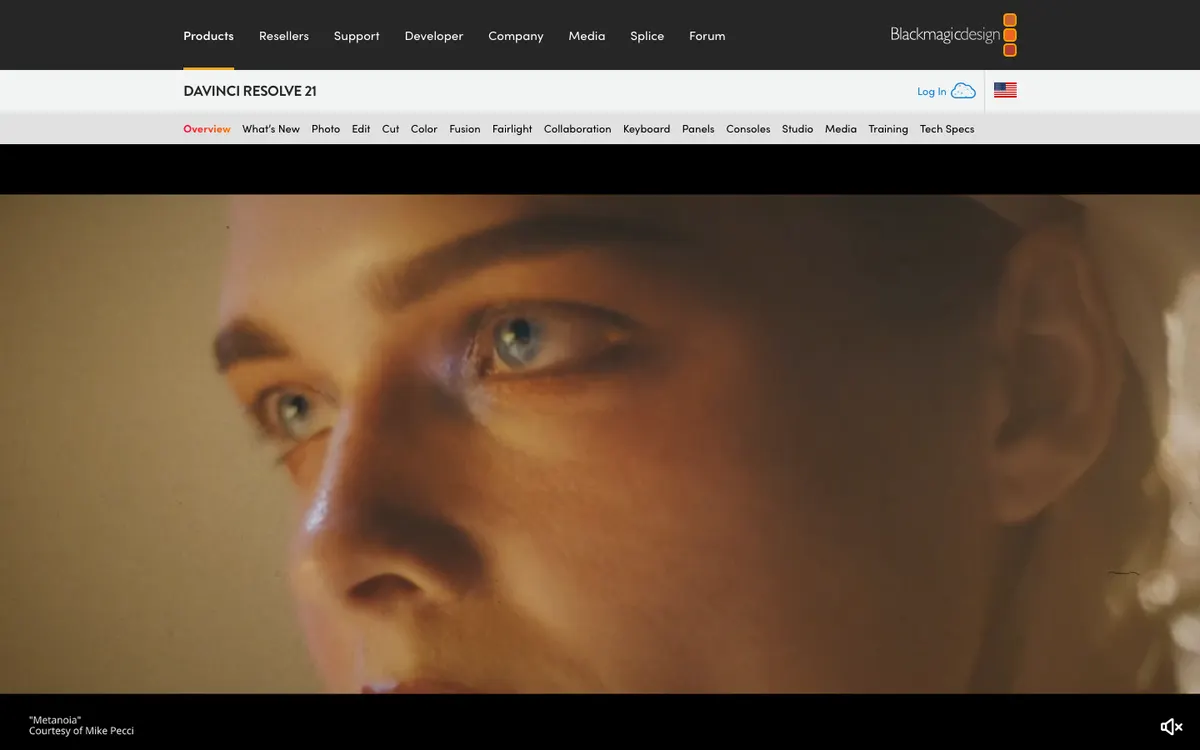 Products Resellers Support Developer Company Media Splice Forum
Blackmagicdesign
DAVINCI RESOLVE 21
Log In
Overview What's New Photo Edit Cut Color Fusion Fairlight Collaboration Keyboard Panels Consoles Studio Media Training Tech Specs
"Metanoia"
Courtesy of Mike Pecci